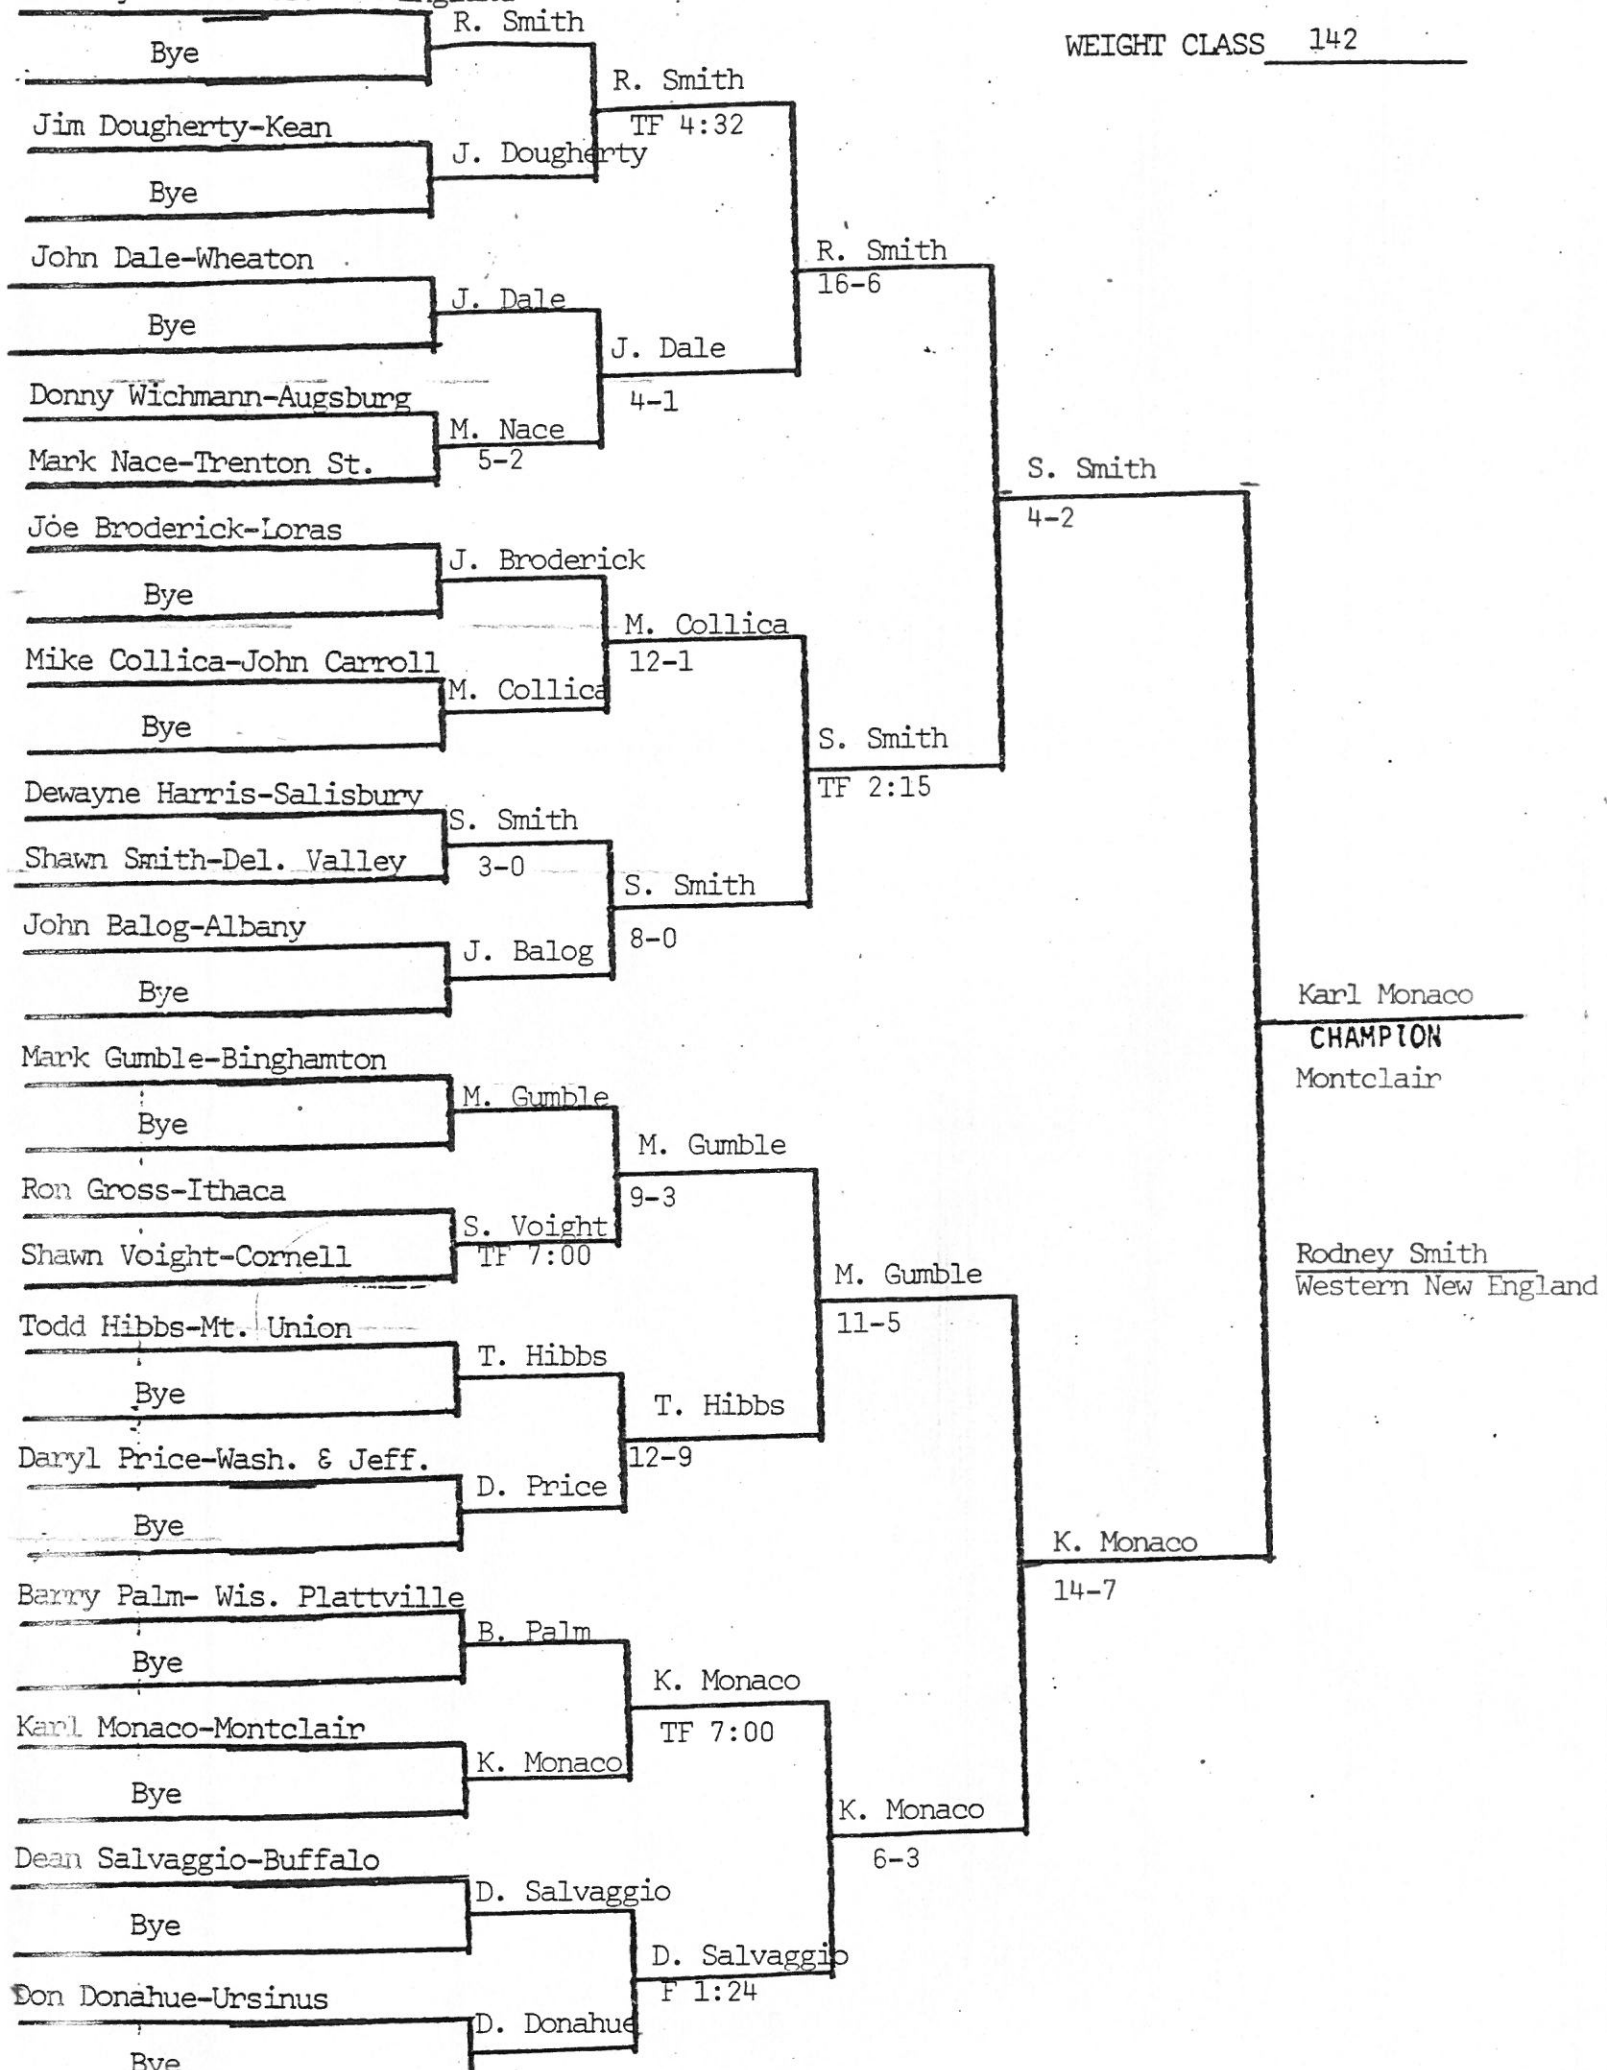 England
R. Smith
WEIGHT CLASS 142
Bye
R. Smith
TF 4:32
Jim Dougherty-Kean
J. Dougherty
Bye
R. Smith
16-6
John Dale-Wheaton
J. Dale
Bye
J. Dale
4-1
Donny Wichmann-Augsburg
M. Nace
5-2
Mark Nace-Trenton St.
S. Smith
4-2
Joe Broderick-Loras
J. Broderick
Bye
M. Collica
12-1
Mike Collica-John Carroll
M. Collica
Bye
S. Smith
TF 2:15
Dewayne Harris-Salisbury
S. Smith
3-0
Shawn Smith-Del. Valley
S. Smith
8-0
John Balog-Albany
J. Balog
Bye
Karl Monaco
CHAMPION
Montclair
Mark Gumble-Binghamton
M. Gumble
Bye
M. Gumble
9-3
Ron Gross-Ithaca
S. Voight
TF 7:00
Shawn Voight-Cornell
Rodney Smith
Western New England
M. Gumble
11-5
Todd Hibbs-Mt. Union
T. Hibbs
Bye
T. Hibbs
12-9
Daryl Price-Wash. & Jeff.
D. Price
Bye
K. Monaco
14-7
Barry Palm- Wis. Plattville
B. Palm
Bye
K. Monaco
TF 7:00
Karl Monaco-Montclair
K. Monaco
Bye
K. Monaco
6-3
Dean Salvaggio-Buffalo
D. Salvaggio
Bye
D. Salvaggio
F 1:24
Don Donahue-Ursinus
D. Donahue
Bye